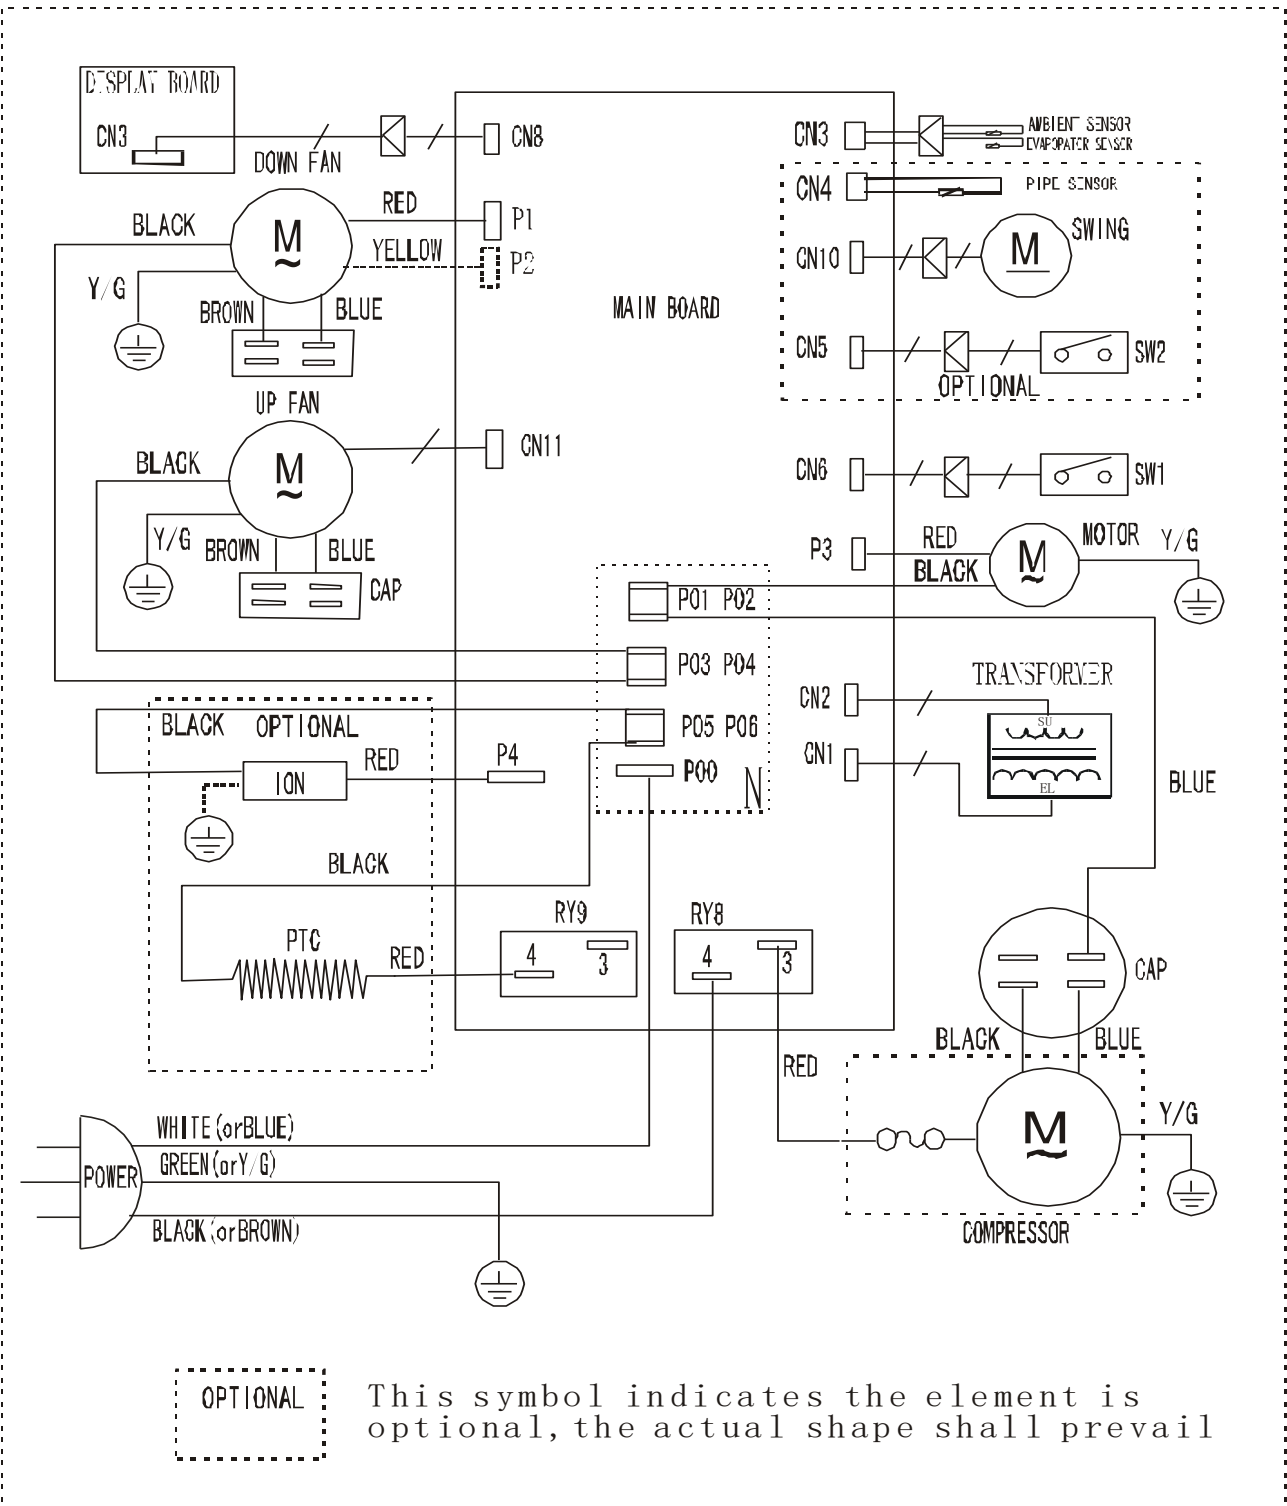 DISPLAY BOARD
CN3
DOWN FAN
CN8
RED
P1
BLACK
YELLOW
P2
Y/G
BROWN
BLUE
UP FAN
CN11
BLACK
Y/G
BROWN
BLUE
CAP
MAIN BOARD
CN3
AMBIENT SENSOR
EVAPORATOR SENSOR
CN4
PIPE SENSOR
SWING
M
CN10
M
CN5
SW2
OPTIONAL
M
CN6
SW1
P3
RED
BLACK
M
MOTOR
Y/G
P01 P02
P03 P04
P05 P06
P00
N
CN2
TRANSFORMER
SU
CN1
EL
BLUE
BLACK
OPTIONAL
ION
RED
P4
BLACK
PTC
RED
RY9
4
3
RY8
4
3
CAP
BLACK
BLUE
RED
M
Y/G
COMPRESSOR
POWER
WHITE(orBLUE)
GREEN(orY/G)
BLACK(orBROWN)
OPTIONAL
This symbol indicates the element is
optional, the actual shape shall prevail